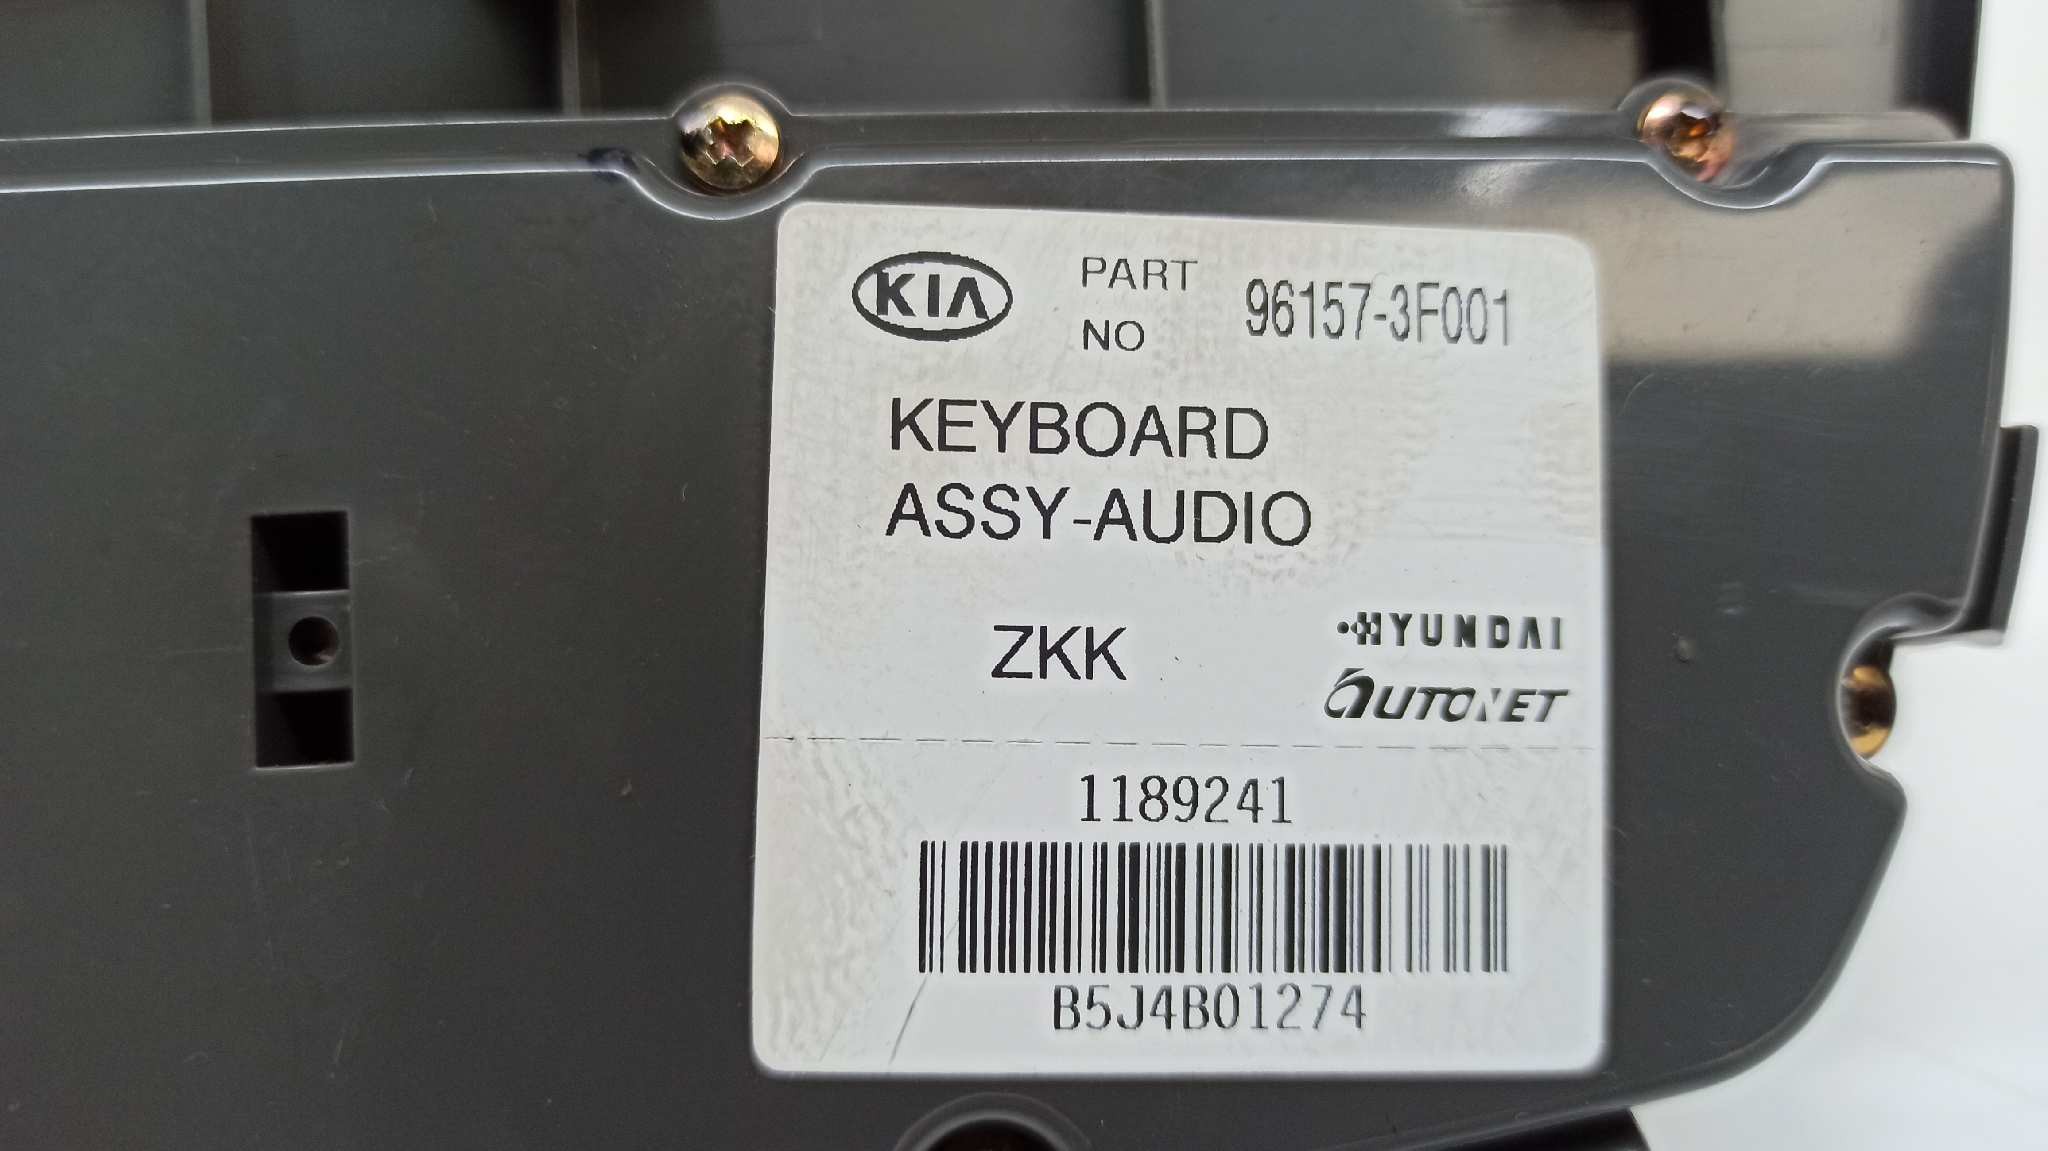 KIA
PART NO
96157-3F001
KEYBOARD
ASSY-AUDIO
ZKK
HYUNDAI
AUTONET
1189241
B5J4B01274